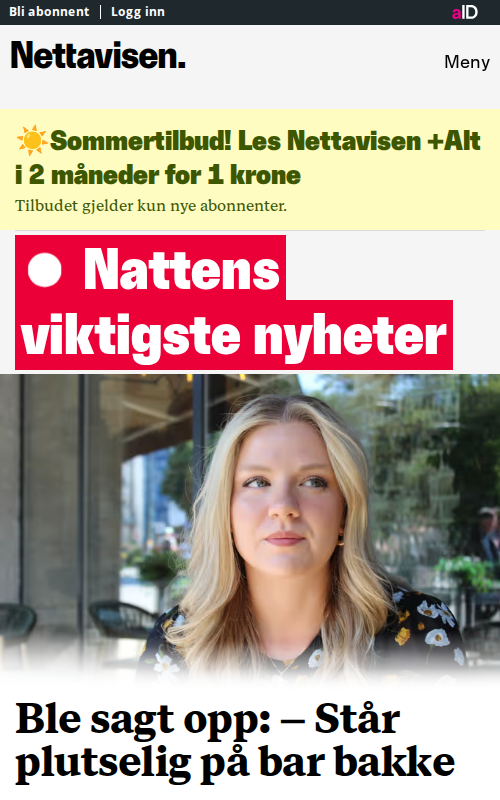 Bli abonnent | Logg inn aID
Nettavisen.
Meny
☀️Sommertilbud! Les Nettavisen +Alt
i 2 måneder for 1 krone
Tilbudet gjelder kun nye abonnenter.
Nattens
viktigste nyheter
Ble sagt opp: – Står
plutselig på bar bakke